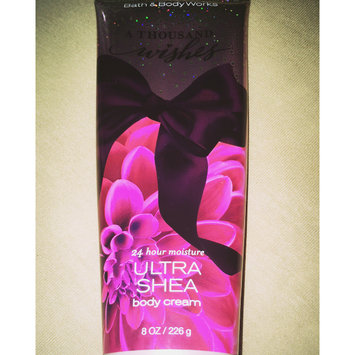 Bath & Body Works
A THOUSAND
wishes
24 hour moisture
ULTRA
SHEA
body cream
8 OZ / 226 g